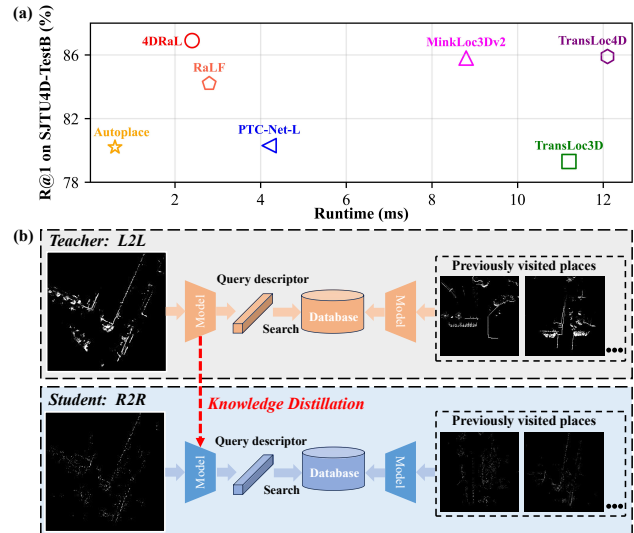 (a)
R@1 on SJTU4D-TestB (%)
86
82
78
4DRaL
RaLF
Autoplace
PTC-Net-L
MinkLoc3Dv2
TransLoc4D
TransLoc3D
2
4
6
8
10
12
Runtime (ms)
(b)
Teacher: L2L
Model
Query descriptor
Search
Database
Model
Previously visited places
Knowledge Distillation
Student: R2R
Model
Query descriptor
Search
Database
Model
Previously visited places